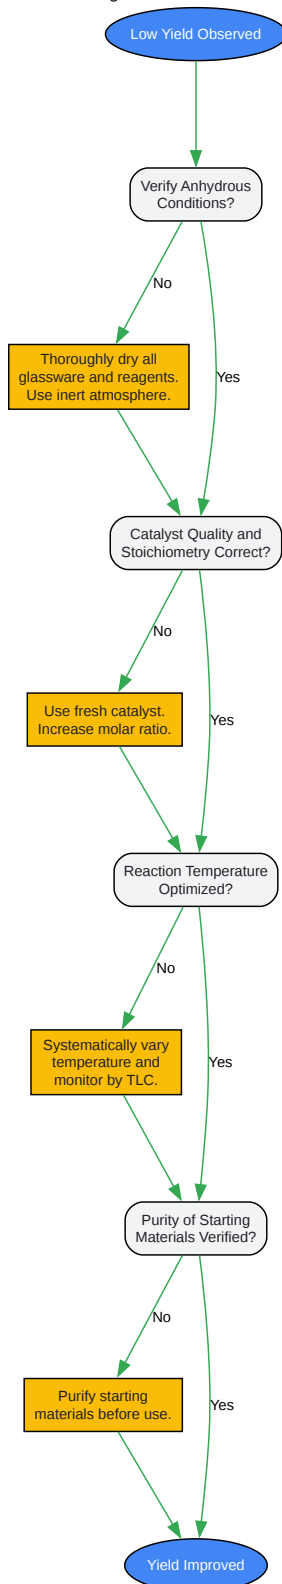 Low Yield Observed
Verify Anhydrous
Conditions?
No
Thoroughly dry all
glassware and reagents.
Use inert atmosphere.
Yes
Catalyst Quality and
Stoichiometry Correct?
No
Use fresh catalyst.
Increase molar ratio.
Yes
Reaction Temperature
Optimized?
No
Systematically vary
temperature and
monitor by TLC.
Yes
Purity of Starting
Materials Verified?
No
Purify starting
materials before use.
Yes
Yield Improved